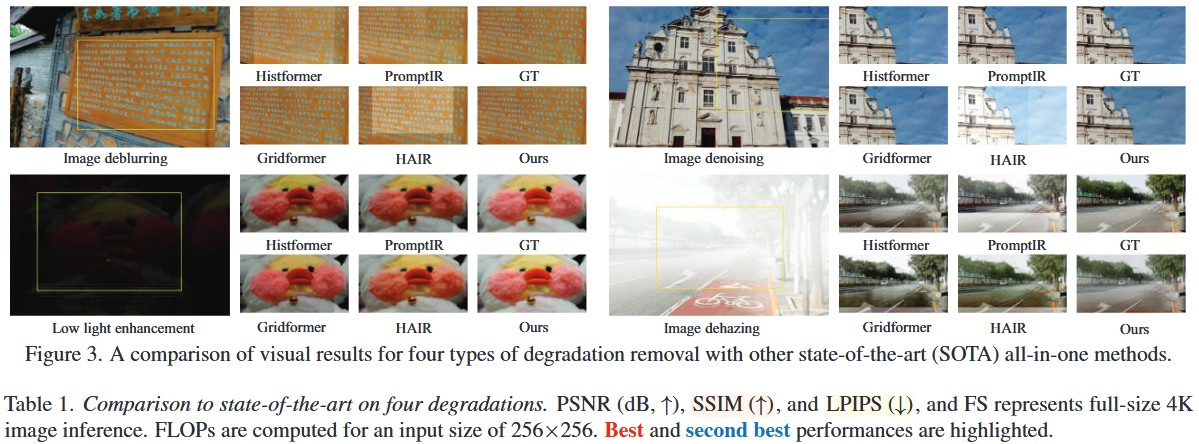 Histformer PromptIR GT
Gridformer HAIR Ours
Image deblurring
Histformer PromptIR GT
Gridformer HAIR Ours
Image denoising
Histformer PromptIR GT
Gridformer HAIR Ours
Low light enhancement
Histformer PromptIR GT
Gridformer HAIR Ours
Image dehazing
Figure 3. A comparison of visual results for four types of degradation removal with other state-of-the-art (SOTA) all-in-one methods.
Table 1. Comparison to state-of-the-art on four degradations. PSNR (dB, ↑), SSIM (↑), and LPIPS (↓), and FS represents full-size 4K
image inference. FLOPs are computed for an input size of 256×256. Best and second best performances are highlighted.